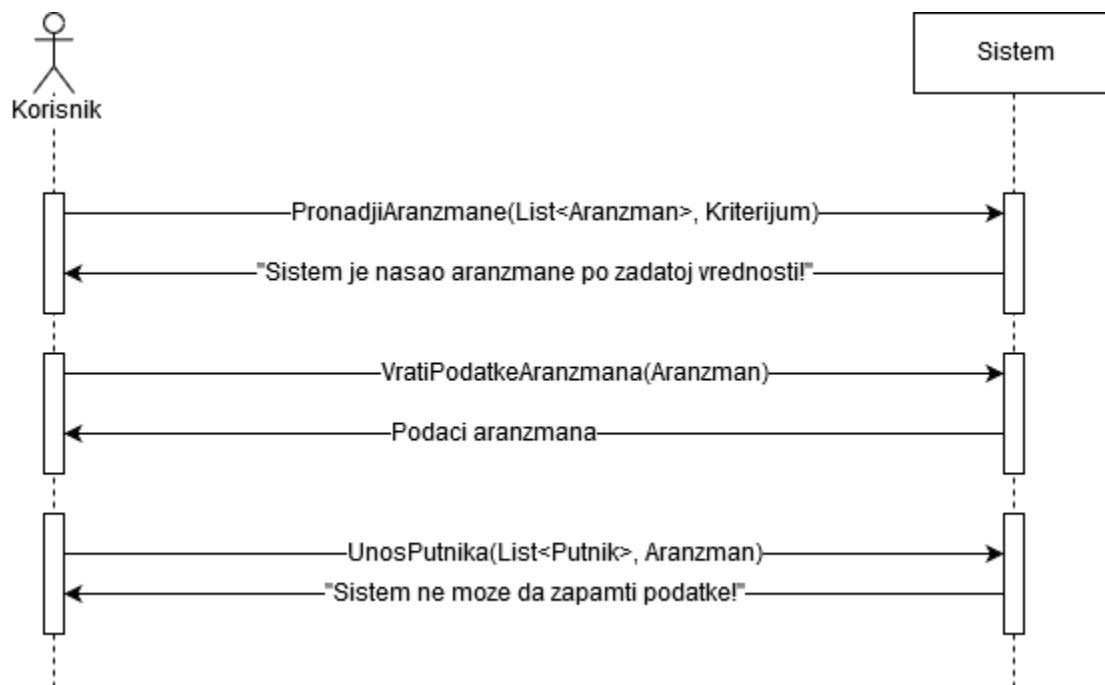 Korisnik
Sistem
PronadjiAranzmane(List<Aranzman>, Kriterijum)
"Sistem je nasao aranzmane po zadatoj vrednosti!"
VratiPodatkeAranzmana(Aranzman)
Podaci aranzmana
UnosPutnika(List<Putnik>, Aranzman)
"Sistem ne moze da zapamti podatke!"